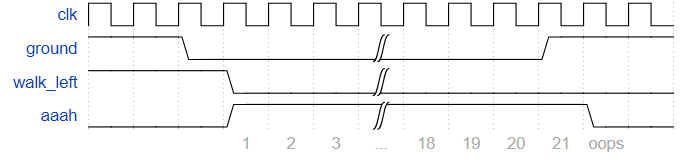 clk
ground
walk_left
aaah
1 2 3 ... 18 19 20 21 oops